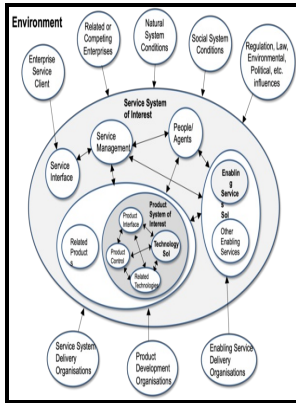 Environment
Related or
Competing
Enterprises
Natural
System
Conditions
Social System
Conditions
Regulation, Law,
Environmental,
Political, etc.
influences
Enterprise
Service
Client
Service System
of Interest
Service
Management
People/
Agents
Service
Interface
Enablin
g
Service
s
SoI
Other
Enabling
Services
Product
System of
Interest
Product
Interface
Technology
SoI
Product
Control
Related
Technologies
Related
Product
s
Service System
Delivery
Organisations
Product
Development
Organisations
Enabling Service
Delivery
Organisations